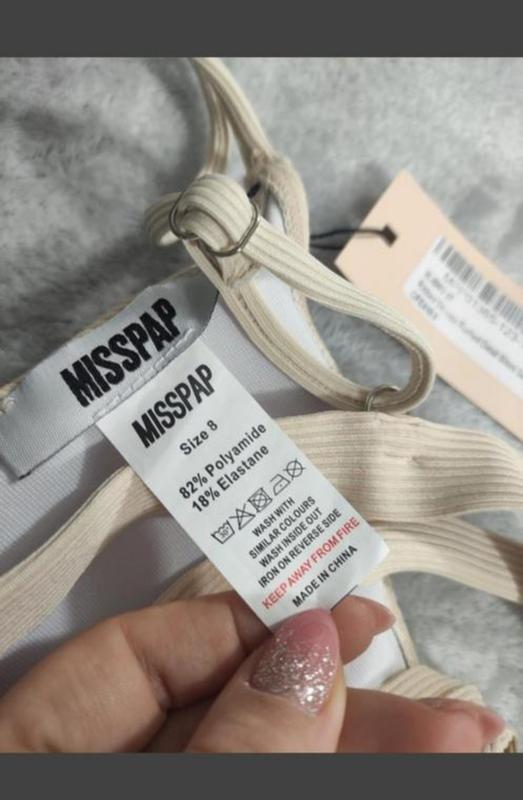 MISSPAP
MISSPAP
Size 8
82% Polyamide
18% Elastane
30°
WASH WITH
SIMILAR COLOURS
WASH INSIDE OUT
IRON ON REVERSE SIDE
KEEP AWAY FROM FIRE
MADE IN CHINA